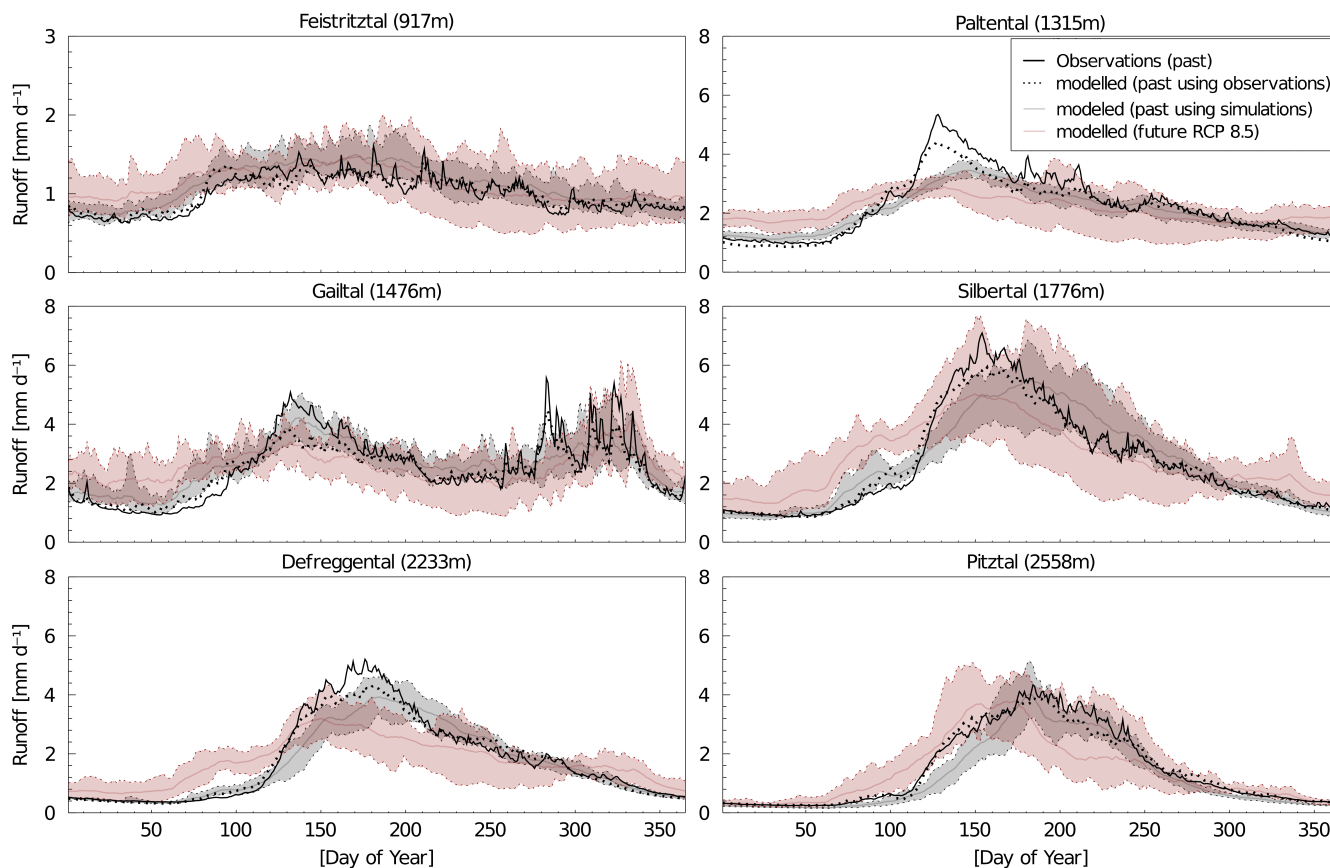 Feistritztal (917m)
Paltental (1315m)
3
2
1
0
Runoff [mm d⁻¹]
8
6
4
2
0
Observations (past)
modelled (past using observations)
modeled (past using simulations)
modelled (future RCP 8.5)
Gailtal (1476m)
Silbertal (1776m)
8
6
4
2
0
Runoff [mm d⁻¹]
8
6
4
2
0
Defreggental (2233m)
Pitztal (2558m)
8
6
4
2
0
Runoff [mm d⁻¹]
8
6
4
2
0
50 100 150 200 250 300 350
50 100 150 200 250 300 350
[Day of Year]
[Day of Year]